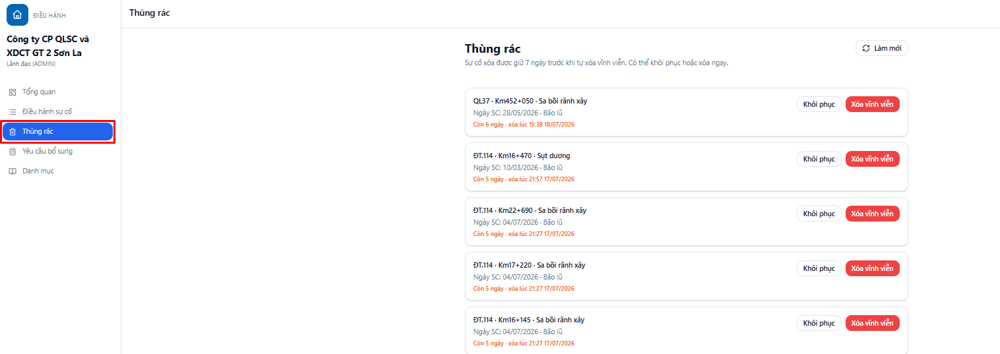 ĐIỀU HÀNH
Công ty CP QLSC và
XDCT GT 2 Sơn La
Lãnh đạo (ADMIN)
Tổng quan
Điều hành sự cố
Thùng rác
Yêu cầu bổ sung
Danh mục
Thùng rác
Thùng rác
Làm mới
Sự cố xóa được giữ 7 ngày trước khi tự xóa vĩnh viễn. Có thể khôi phục hoặc xóa ngay.
QL37 · Km452+050 · Sa bồi rãnh xây
Ngày SC: 28/05/2026 · Bão lũ
Còn 6 ngày · xóa lúc 15:38 18/07/2026
Khôi phục
Xóa vĩnh viễn
ĐT.114 · Km16+470 · Sụt dương
Ngày SC: 10/03/2026 · Bão lũ
Còn 5 ngày · xóa lúc 21:57 17/07/2026
Khôi phục
Xóa vĩnh viễn
ĐT.114 · Km22+690 · Sa bồi rãnh xây
Ngày SC: 04/07/2026 · Bão lũ
Còn 5 ngày · xóa lúc 21:27 17/07/2026
Khôi phục
Xóa vĩnh viễn
ĐT.114 · Km17+220 · Sa bồi rãnh xây
Ngày SC: 04/07/2026 · Bão lũ
Còn 5 ngày · xóa lúc 21:27 17/07/2026
Khôi phục
Xóa vĩnh viễn
ĐT.114 · Km16+145 · Sa bồi rãnh xây
Ngày SC: 04/07/2026 · Bão lũ
Còn 5 ngày · xóa lúc 21:27 17/07/2026
Khôi phục
Xóa vĩnh viễn